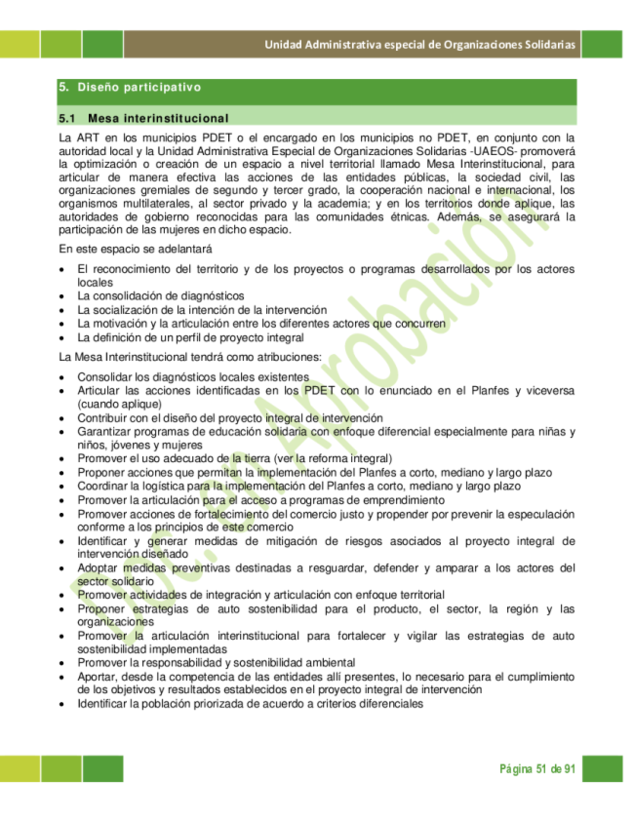 Unidad Administrativa especial de Organizaciones Solidarias
5. Diseño participativo
5.1 Mesa interinstitucional
La ART en los municipios PDET o el encargado en los municipios no PDET, en conjunto con la
autoridad local y la Unidad Administrativa Especial de Organizaciones Solidarias -UAEOS- promoverá
la optimización o creación de un espacio a nivel territorial llamado Mesa Interinstitucional, para
articular de manera efectiva las acciones de las entidades públicas, la sociedad civil, las
organizaciones gremiales de segundo y tercer grado, la cooperación nacional e internacional, los
organismos multilaterales, al sector privado y la academia; y en los territorios donde aplique, las
autoridades de gobierno reconocidas para las comunidades étnicas. Además, se asegurará la
participación de las mujeres en dicho espacio.
En este espacio se adelantará
• El reconocimiento del territorio y de los proyectos o programas desarrollados por los actores
locales
• La consolidación de diagnósticos
• La socialización de la intención de la intervención
• La motivación y la articulación entre los diferentes actores que concurren
• La definición de un perfil de proyecto integral
La Mesa Interinstitucional tendrá como atribuciones:
• Consolidar los diagnósticos locales existentes
• Articular las acciones identificadas en los PDET con lo enunciado en el Planfes y viceversa
(cuando aplique)
• Contribuir con el diseño del proyecto integral de intervención
• Garantizar programas de educación solidaria con enfoque diferencial especialmente para niñas y
niños, jóvenes y mujeres
• Promover el uso adecuado de la tierra (ver la reforma integral)
• Proponer acciones que permitan la implementación del Planfes a corto, mediano y largo plazo
• Coordinar la logística para la implementación del Planfes a corto, mediano y largo plazo
• Promover la articulación para el acceso a programas de emprendimiento
• Promover acciones de fortalecimiento del comercio justo y propender por prevenir la especulación
conforme a los principios de este comercio
• Identificar y generar medidas de mitigación de riesgos asociados al proyecto integral de
intervención diseñado
• Adoptar medidas preventivas destinadas a resguardar, defender y amparar a los actores del
sector solidario
• Promover actividades de integración y articulación con enfoque territorial
• Proponer estrategias de auto sostenibilidad para el producto, el sector, la región y las
organizaciones
• Promover la articulación interinstitucional para fortalecer y vigilar las estrategias de auto
sostenibilidad implementadas
• Promover la responsabilidad y sostenibilidad ambiental
• Aportar, desde la competencia de las entidades allí presentes, lo necesario para el cumplimiento
de los objetivos y resultados establecidos en el proyecto integral de intervención
• Identificar la población priorizada de acuerdo a criterios diferenciales
Doc. en Aprobación
Página 51 de 91